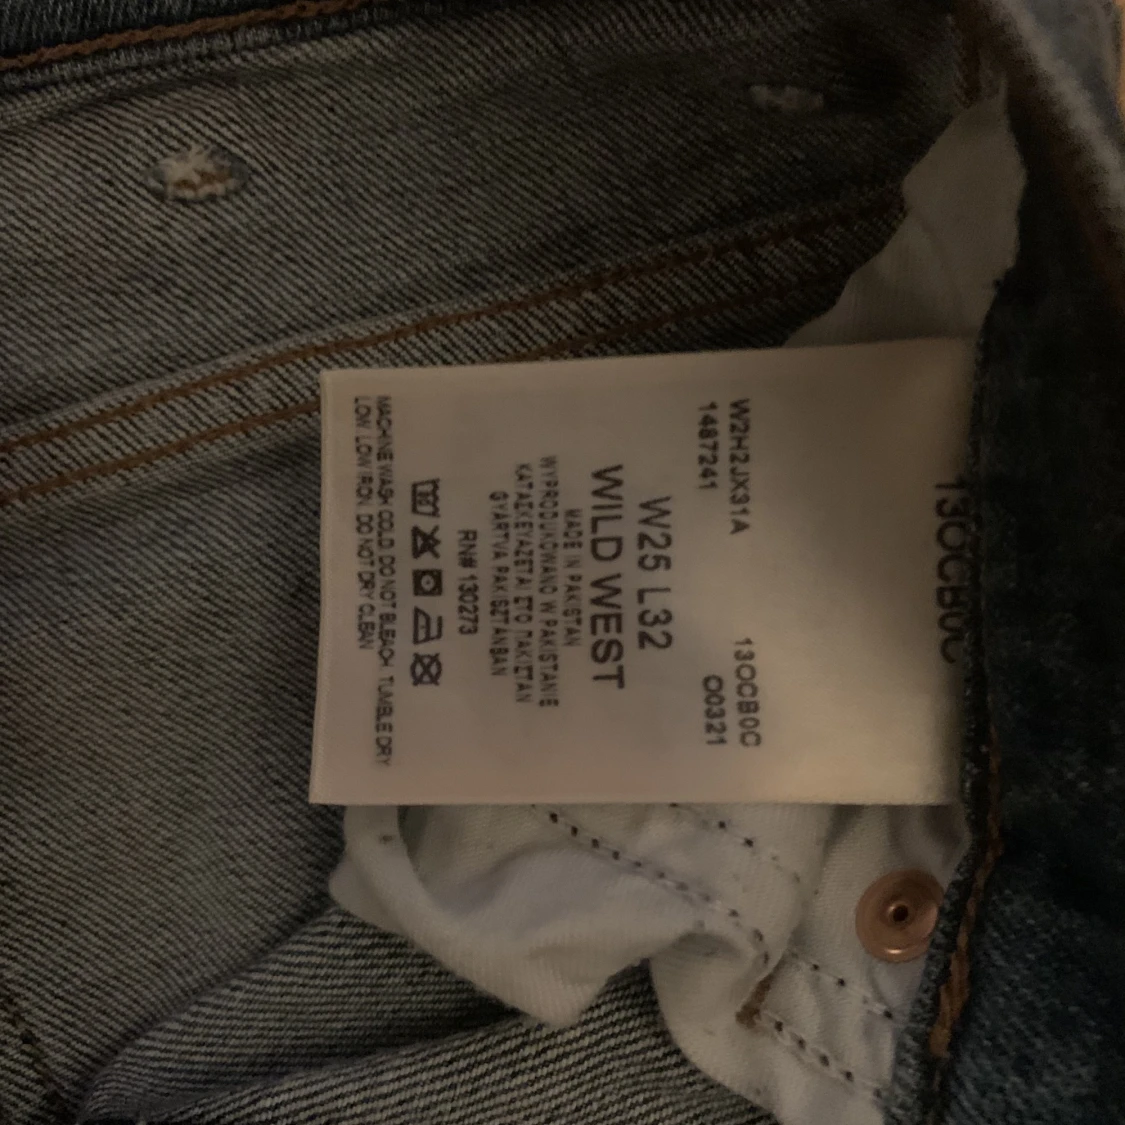 13OCB0C
W2H2JX31A 13OCB0C
1487241 O0321
W25 L32
WILD WEST
MADE IN PAKISTAN
WYPRODUKOWANO W PAKISTANIE
ΚΑΤΑΣΚΕΥΑΖΕΤΑΙ ΣΤΟ ΠΑΚΙΣΤΑΝ
GYÁRTVA PAKISZTÁNBAN
RN# 130273
MACHINE WASH COLD. DO NOT BLEACH. TUMBLE DRY
LOW. LOW IRON. DO NOT DRY CLEAN